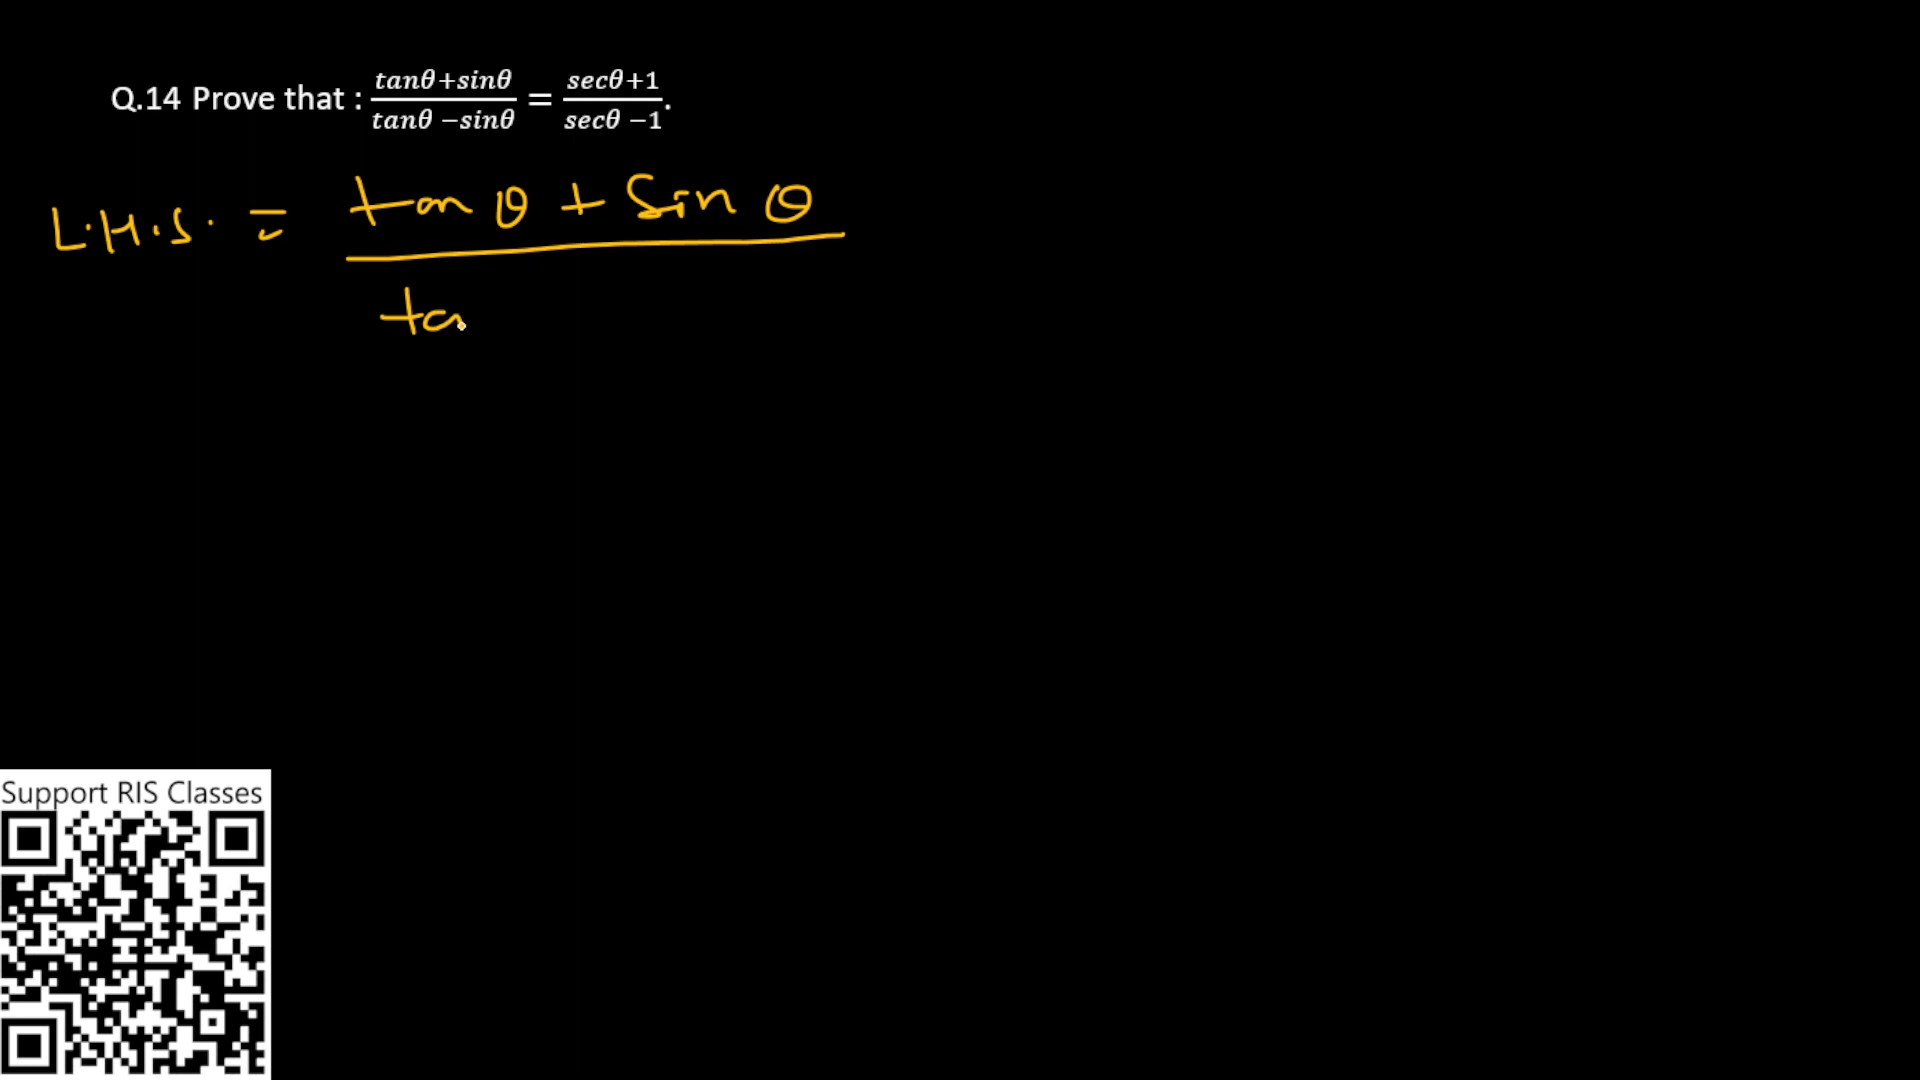 Q.14 Prove that : tanθ+sinθ / tanθ −sinθ = secθ+1 / secθ −1.
L.H.S. = tan θ + Sin θ
ta
Support RIS Classes